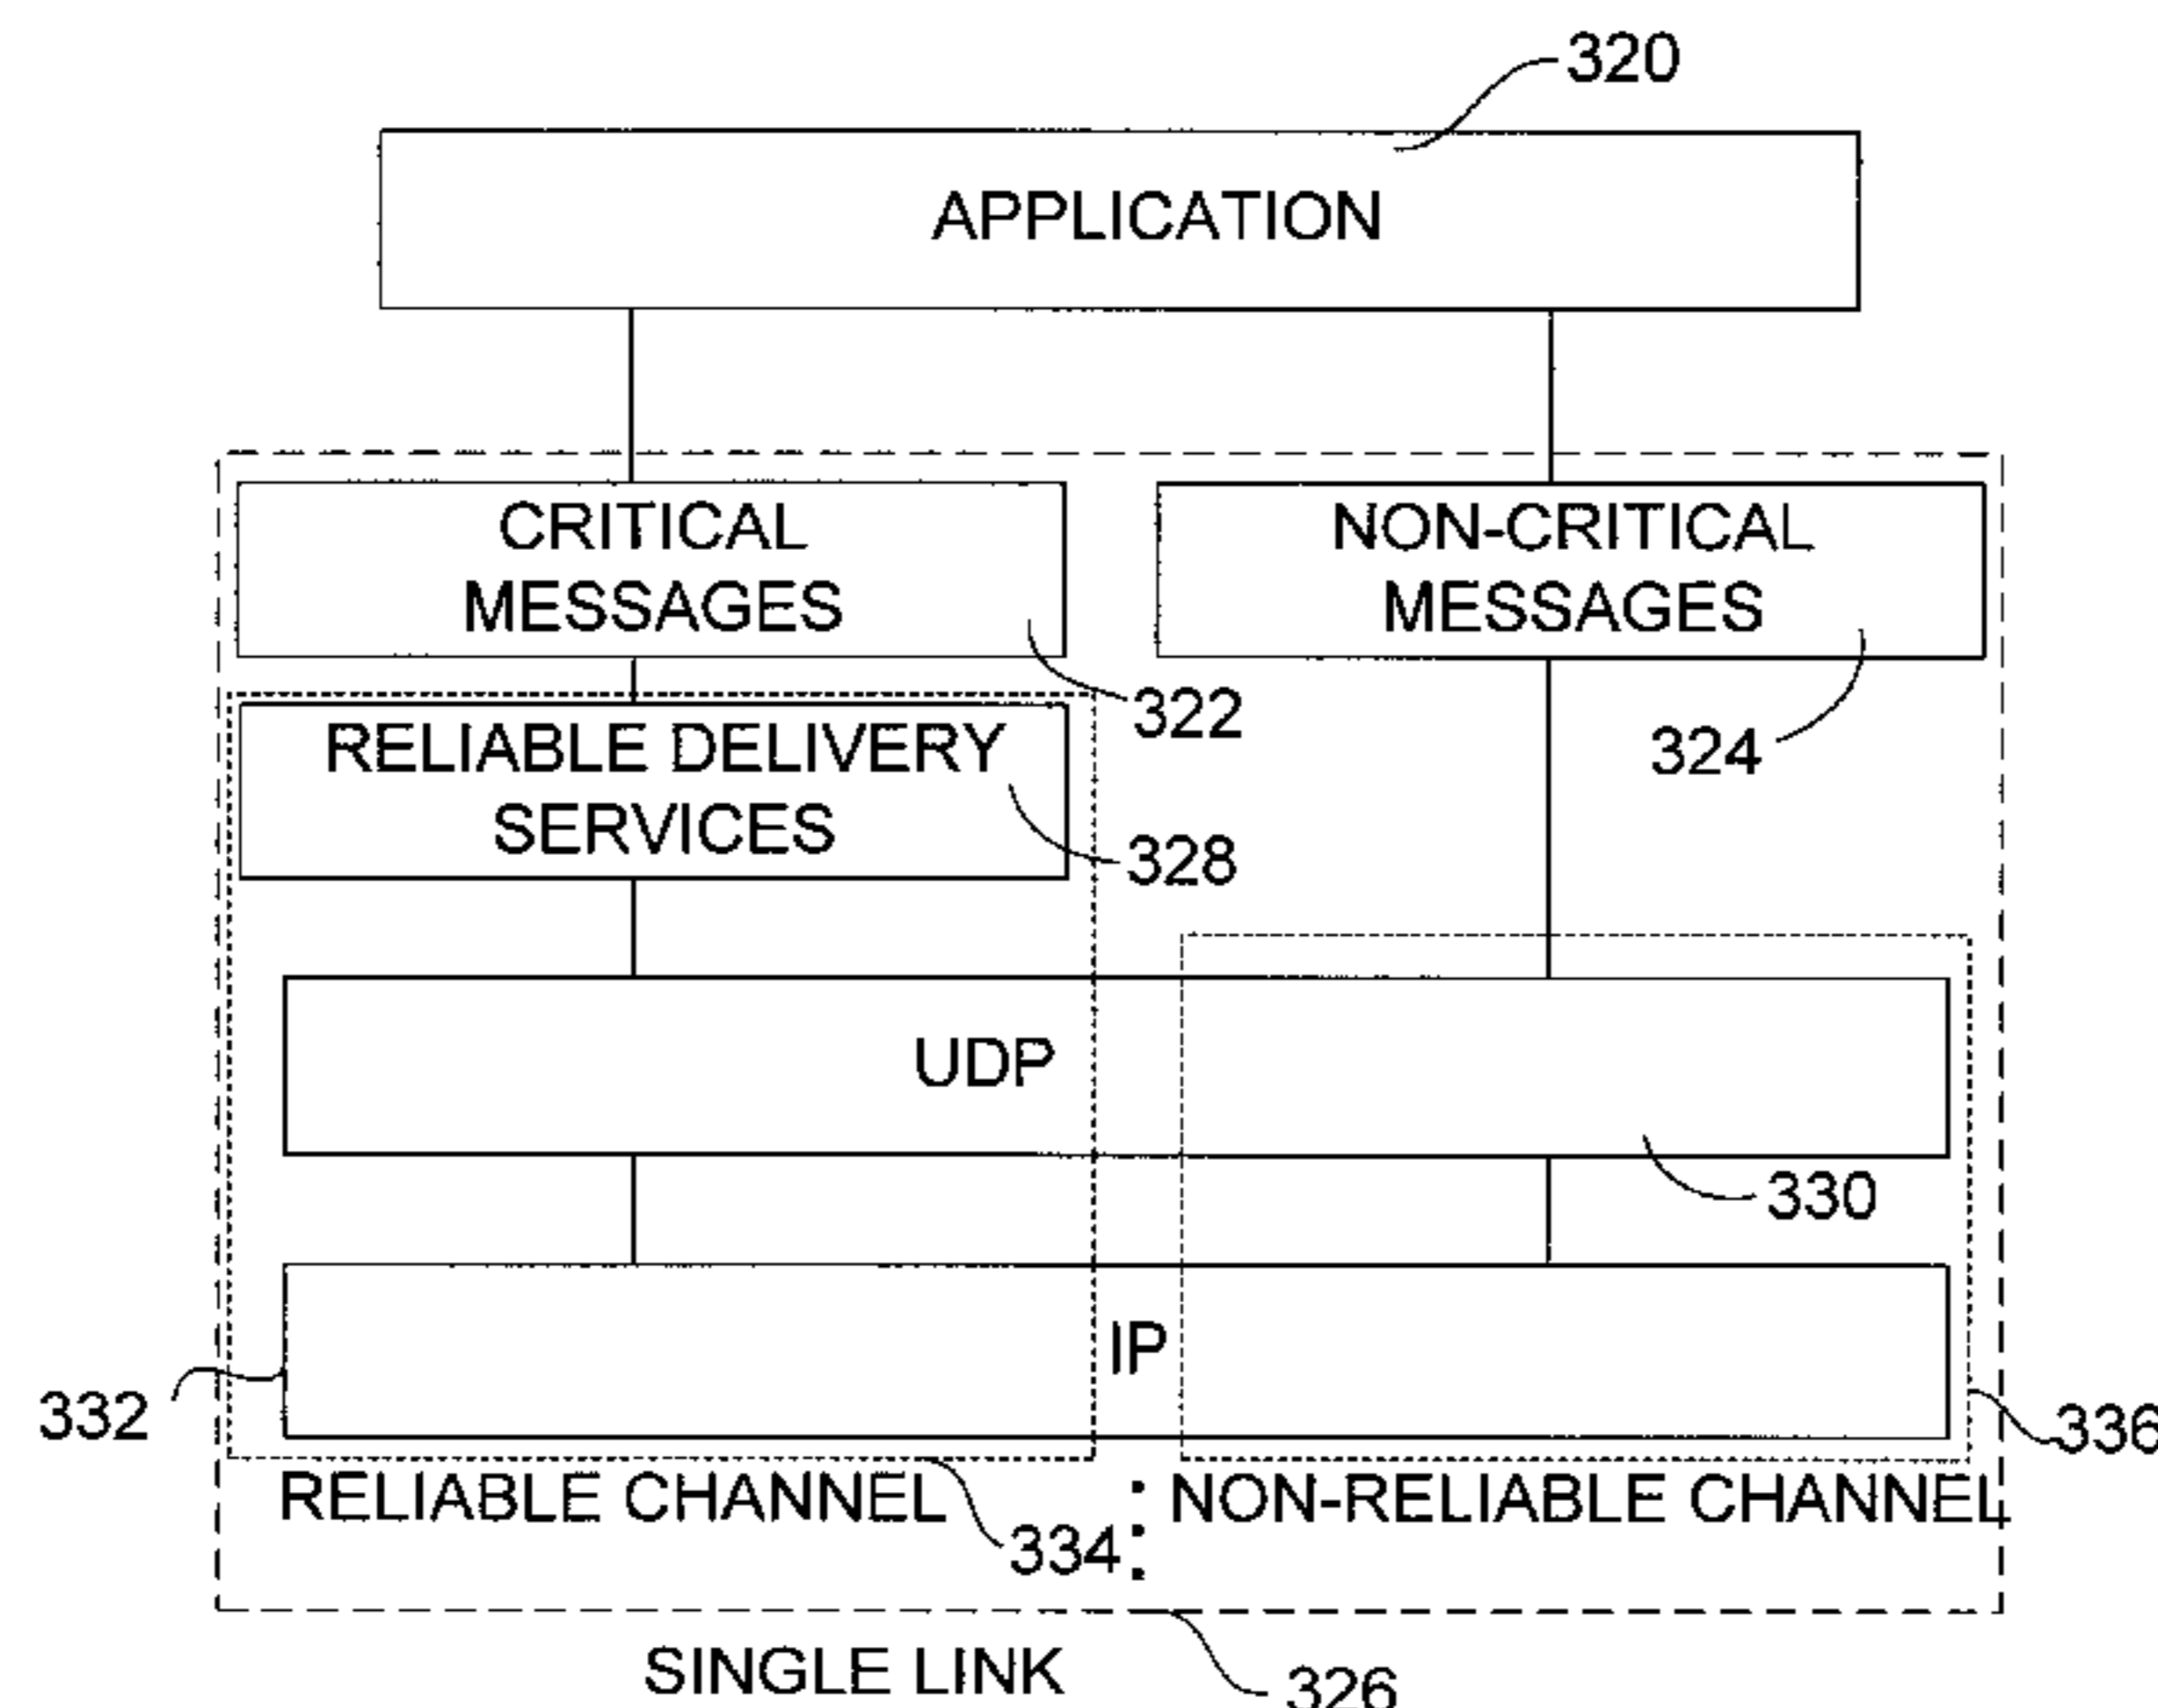 320
APPLICATION
CRITICAL
MESSAGES
NON-CRITICAL
MESSAGES
322
324
RELIABLE DELIVERY
SERVICES
328
UDP
330
IP
332
336
RELIABLE CHANNEL
NON-RELIABLE CHANNEL
334
SINGLE LINK
326